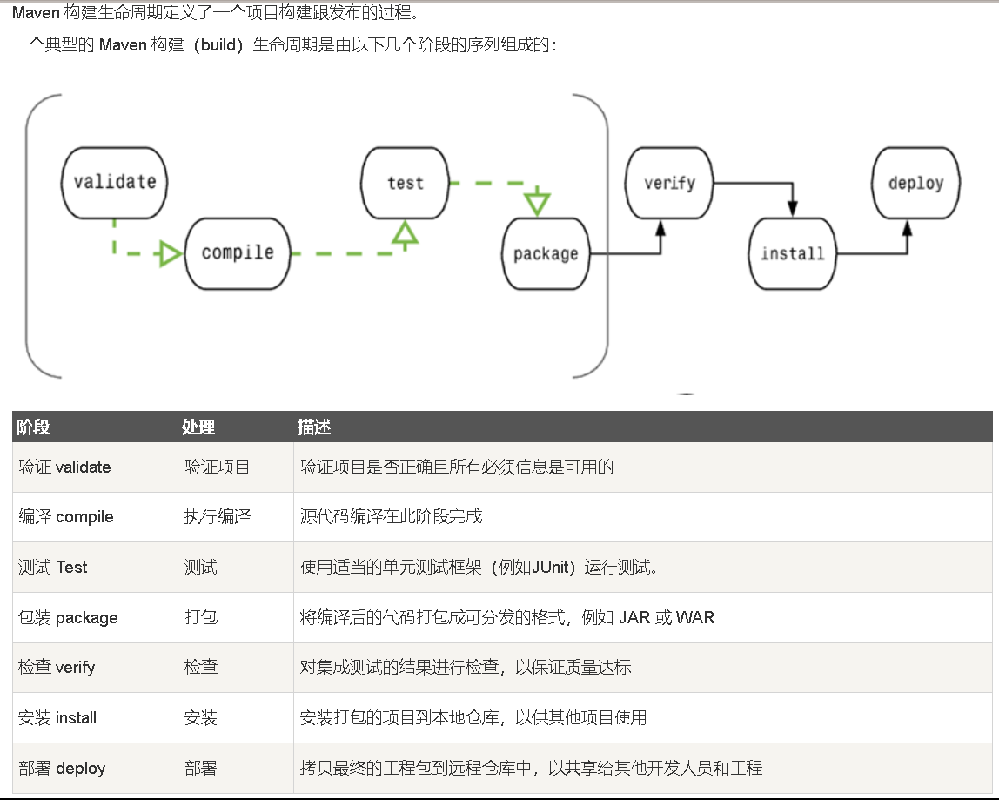 Maven 构建生命周期定义了一个项目构建跟发布的过程。
一个典型的 Maven 构建（build）生命周期是由以下几个阶段的序列组成的：
validate
compile
test
package
verify
install
deploy
阶段 处理 描述
验证 validate 验证项目 验证项目是否正确且所有必须信息是可用的
编译 compile 执行编译 源代码编译在此阶段完成
测试 Test 测试 使用适当的单元测试框架（例如JUnit）运行测试。
包装 package 打包 将编译后的代码打包成可分发的格式，例如 JAR 或 WAR
检查 verify 检查 对集成测试的结果进行检查，以保证质量达标
安装 install 安装 安装打包的项目到本地仓库，以供其他项目使用
部署 deploy 部署 拷贝最终的工程包到远程仓库中，以共享给其他开发人员和工程